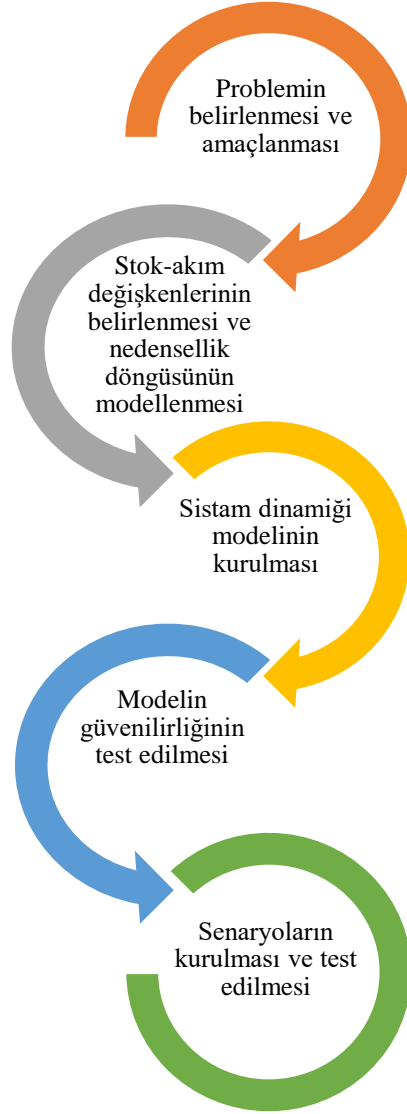 Problemin
belirlenmesi ve
amaçlanması
Stok-akım
değişkenlerinin
belirlenmesi ve
nedensellik
döngüsünün
modellenmesi
Sistam dinamiği
modelinin
kurulması
Modelin
güvenilirliğinin
test edilmesi
Senaryoların
kurulması ve test
edilmesi